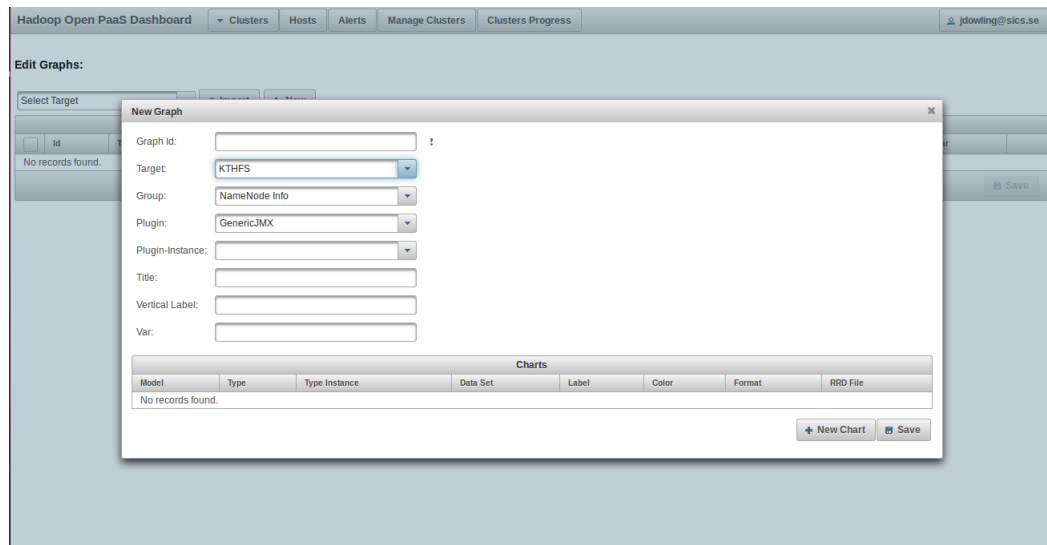 Hadoop Open PaaS Dashboard Clusters Hosts Alerts Manage Clusters Clusters Progress jdowling@sics.se
Edit Graphs:
Select Target
New Graph
Graph Id: !
Id
Target: KTHFS
No records found.
Group: NameNode Info
Save
Plugin: GenericJMX
Plugin-Instance:
Title:
Vertical Label:
Var:
Charts
Model Type Type Instance Data Set Label Color Format RRD File
No records found.
New Chart Save